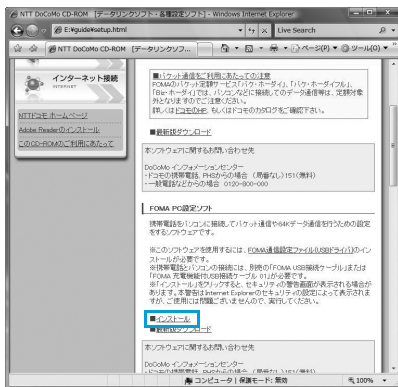 NTT DoCoMo CD-ROM [データリンクソフト・各種設定ソフト] - Windows Internet Explorer
E:¥guide¥setup.html
Live Search
NTT DoCoMo CD-ROM [データリンクソフ...
ページ(P)
ツール(O)
インターネット接続
INTERNET
NTTドコモ ホームページ
Adobe Readerのインストール
このCD-ROMのご利用にあたって
■パケット通信をご利用にあたっての注意
FOMAのパケット定額サービス「パケ・ホーダイ」、「パケ・ホーダイフル」、
「Biz・ホーダイ」では、パソコンなどに接続してのデータ通信等は、定額対象
外となりますのでご注意ください。
詳しくはドコモのHP、もしくはドコモのカタログをご確認下さい。
■最新版ダウンロード
本ソフトウェアに関するお問い合わせ先
DoCoMo インフォメーションセンター
・ドコモの携帯電話、PHSからの場合 (局番なし)151(無料)
・一般電話などからの場合 0120-800-000
FOMA PC設定ソフト
携帯電話をパソコンに接続してパケット通信や64Kデータ通信を行うための設定
をするソフトウェアです。
※このソフトウェアを使用するには、FOMA通信設定ファイル(USBドライバ)のイン
ストールが必要です。
※携帯電話とパソコンの接続には、別売の「FOMA USB接続ケーブル」または
「FOMA 充電機能付USB接続ケーブル 01」が必要です。
※「インストール」をクリックすると、セキュリティの警告画面が表示される場合が
あります。本警告はInternet Explorerのセキュリティの設定によって表示されま
すが、ご使用には問題ございませんので、実行してください。
■インストール
■最新版ダウンロード
本ソフトウェアに関するお問い合わせ先
DoCoMo インフォメーションセンター
・ドコモの携帯電話、PHSからの場合 (局番なし)151(無料)
コンピュータ | 保護モード: 無効
100%